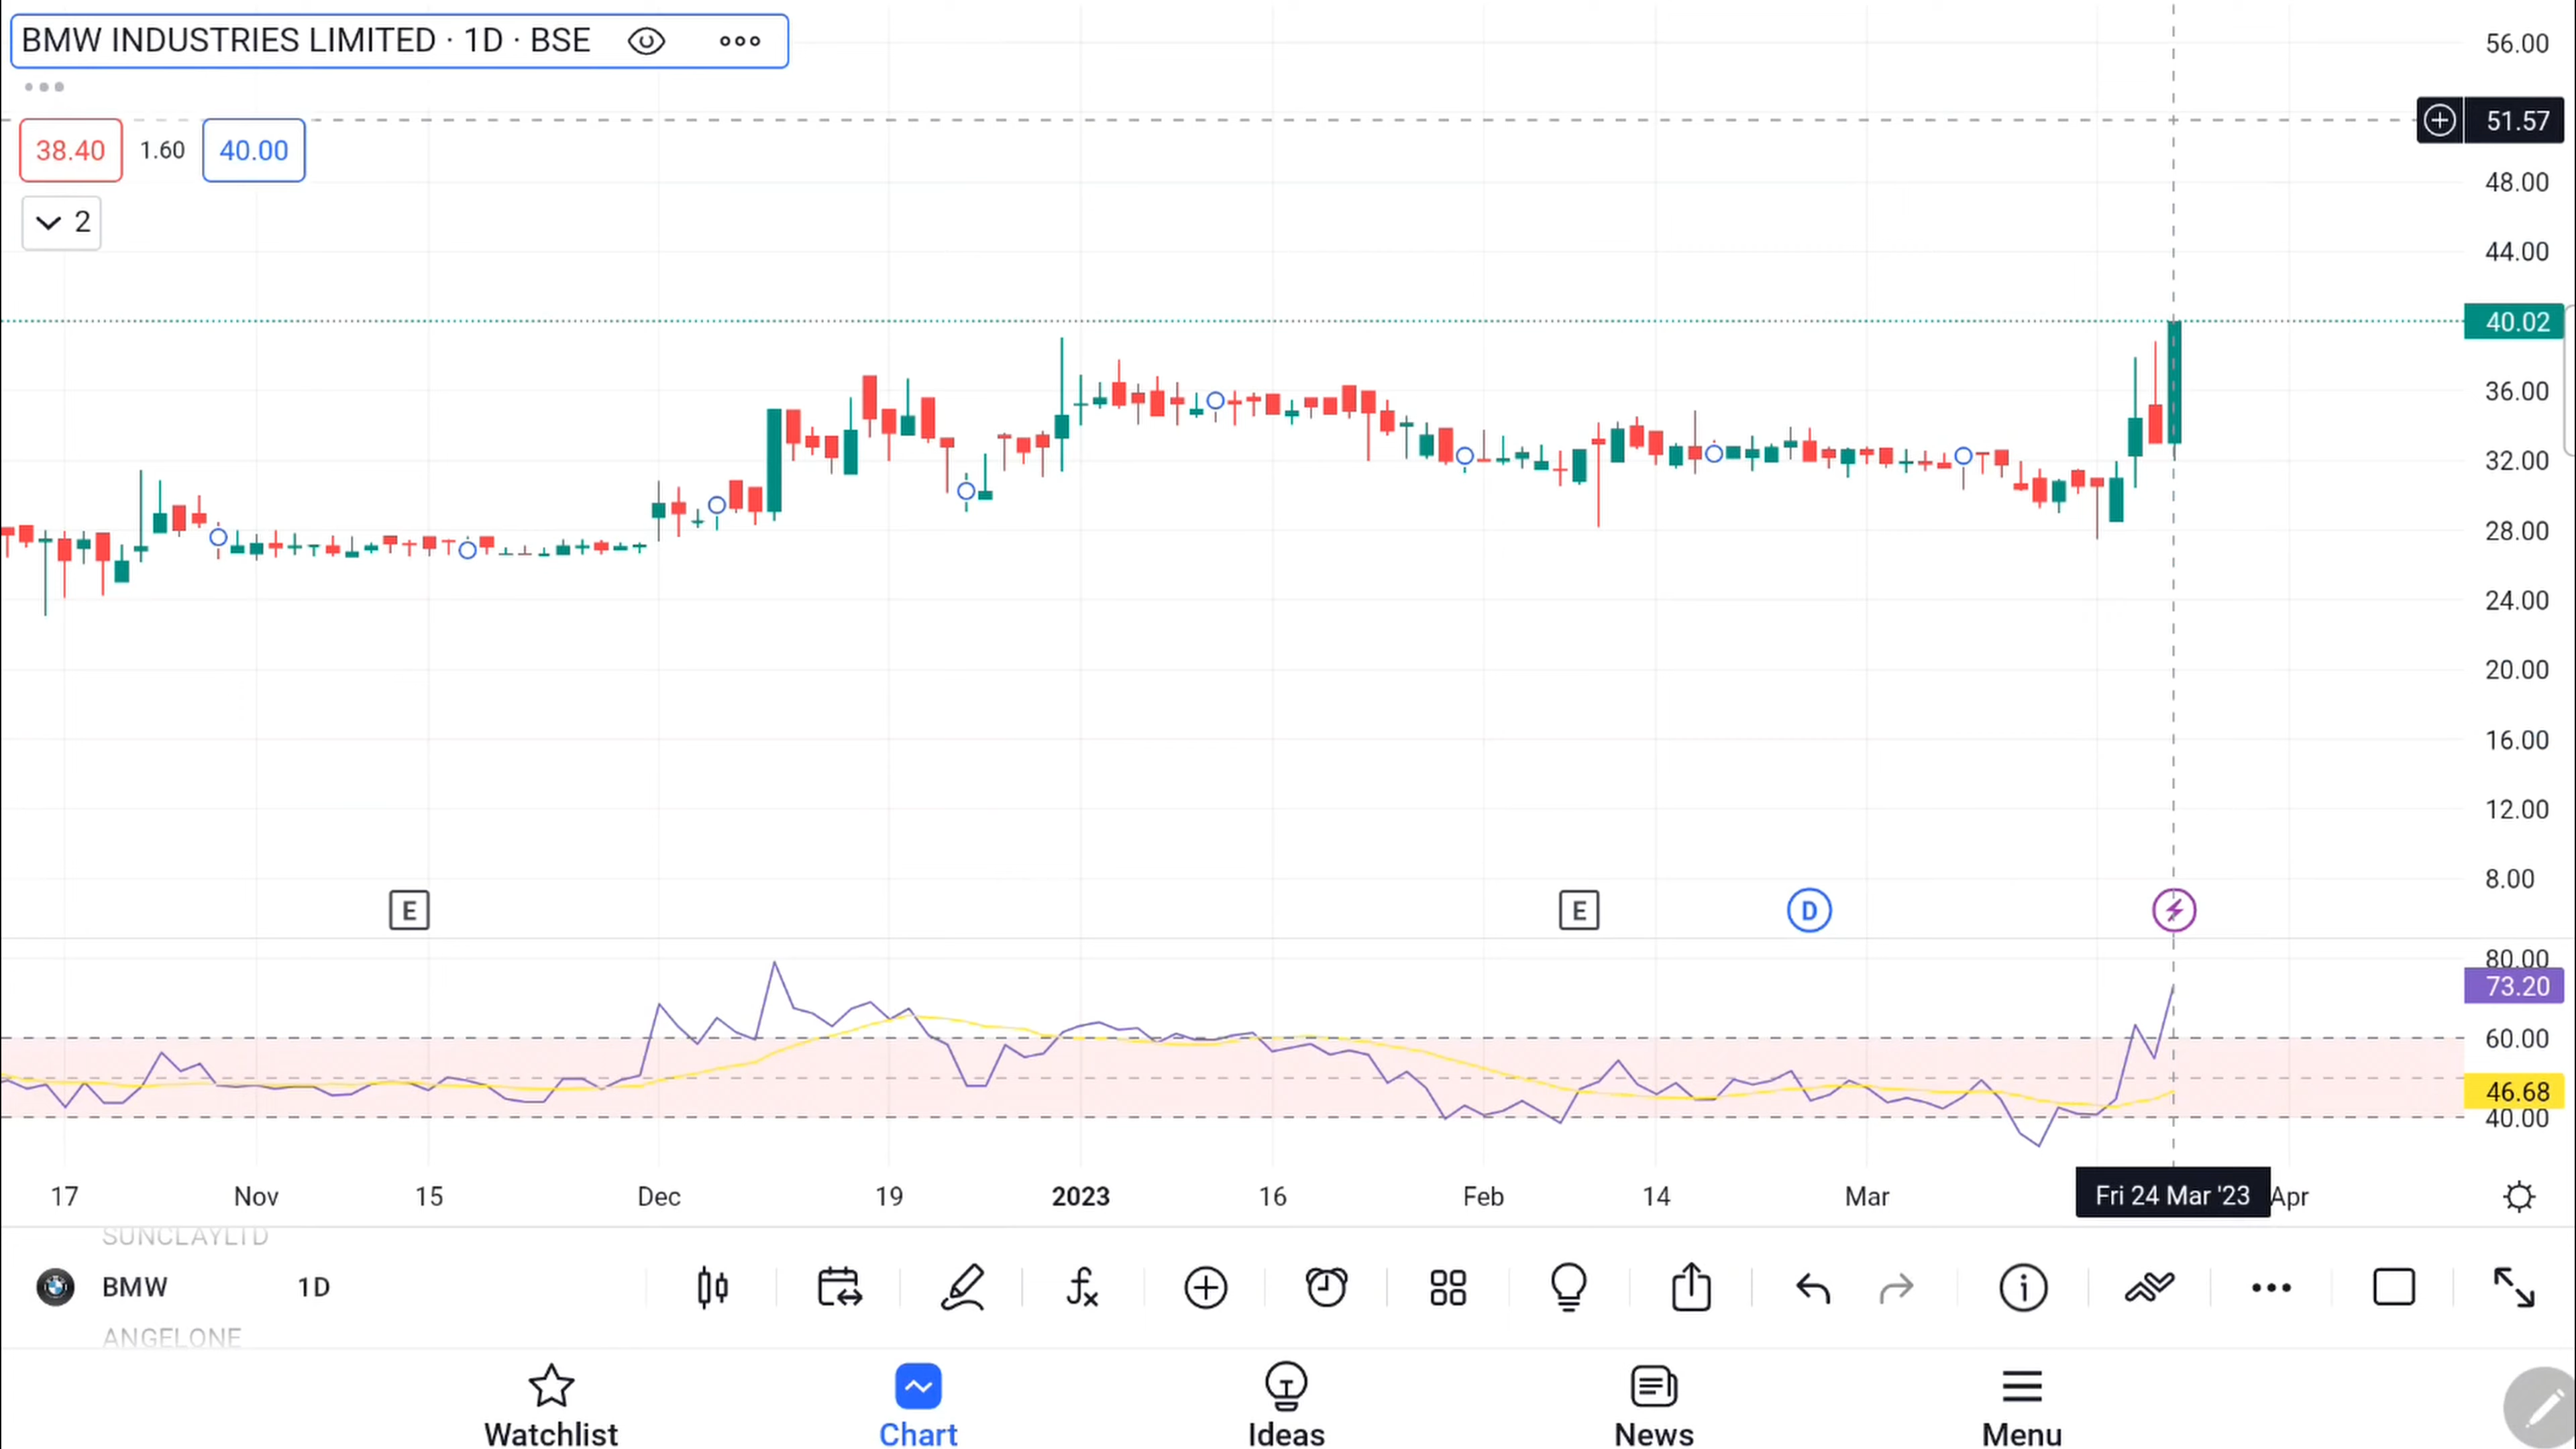 BMW INDUSTRIES LIMITED · 1D · BSE
38.40 1.60 40.00
2
56.00
51.57
48.00
44.00
40.02
36.00
32.00
28.00
24.00
20.00
16.00
12.00
8.00
E E D
80.00
73.20
60.00
46.68
40.00
17 Nov 15 Dec 19 2023 16 Feb 14 Mar Fri 24 Mar '23 Apr
SUNCLAYLTD
BMW 1D
ANGELONE
Watchlist Chart Ideas News Menu